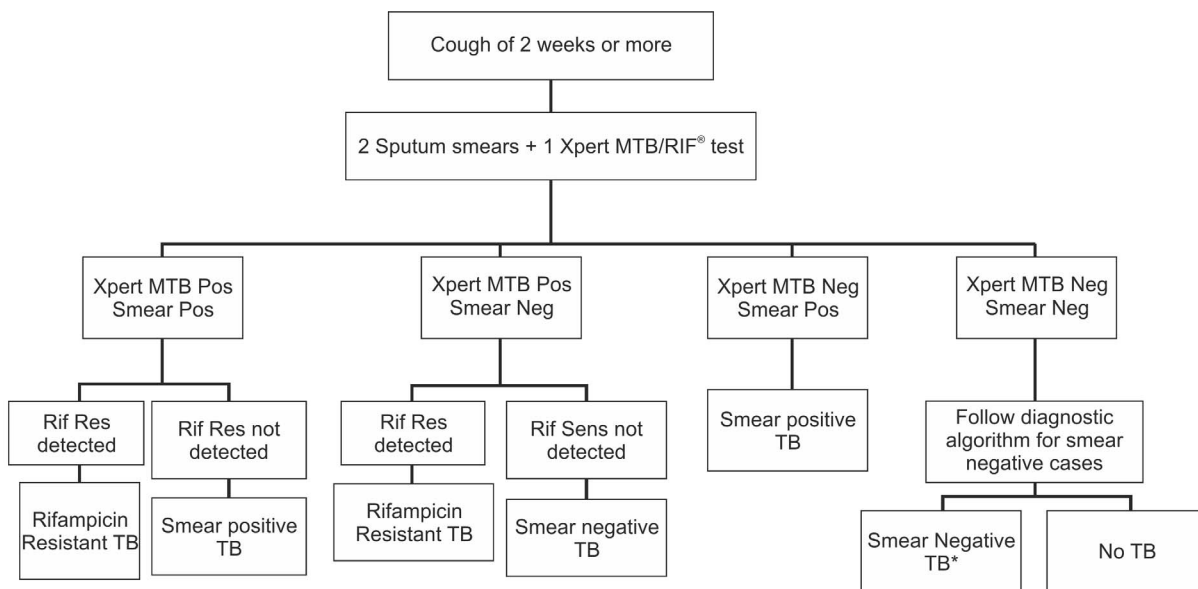 Cough of 2 weeks or more
2 Sputum smears + 1 Xpert MTB/RIF® test
Xpert MTB Pos
Smear Pos
Xpert MTB Pos
Smear Neg
Xpert MTB Neg
Smear Pos
Xpert MTB Neg
Smear Neg
Rif Res
detected
Rif Res not
detected
Rif Res
detected
Rif Sens not
detected
Smear positive
TB
Follow diagnostic
algorithm for smear
negative cases
Rifampicin
Resistant TB
Smear positive
TB
Rifampicin
Resistant TB
Smear negative
TB
Smear Negative
TB*
No TB